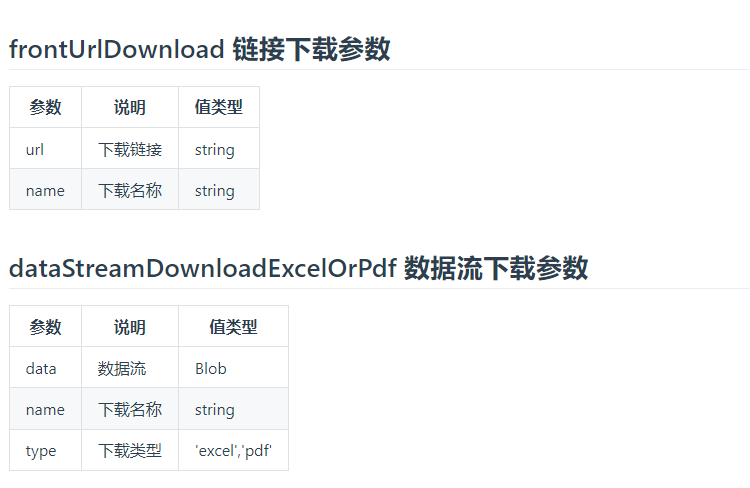 frontUrlDownload 链接下载参数
参数 说明 值类型
url 下载链接 string
name 下载名称 string
dataStreamDownloadExcelOrPdf 数据流下载参数
参数 说明 值类型
data 数据流 Blob
name 下载名称 string
type 下载类型 'excel','pdf'